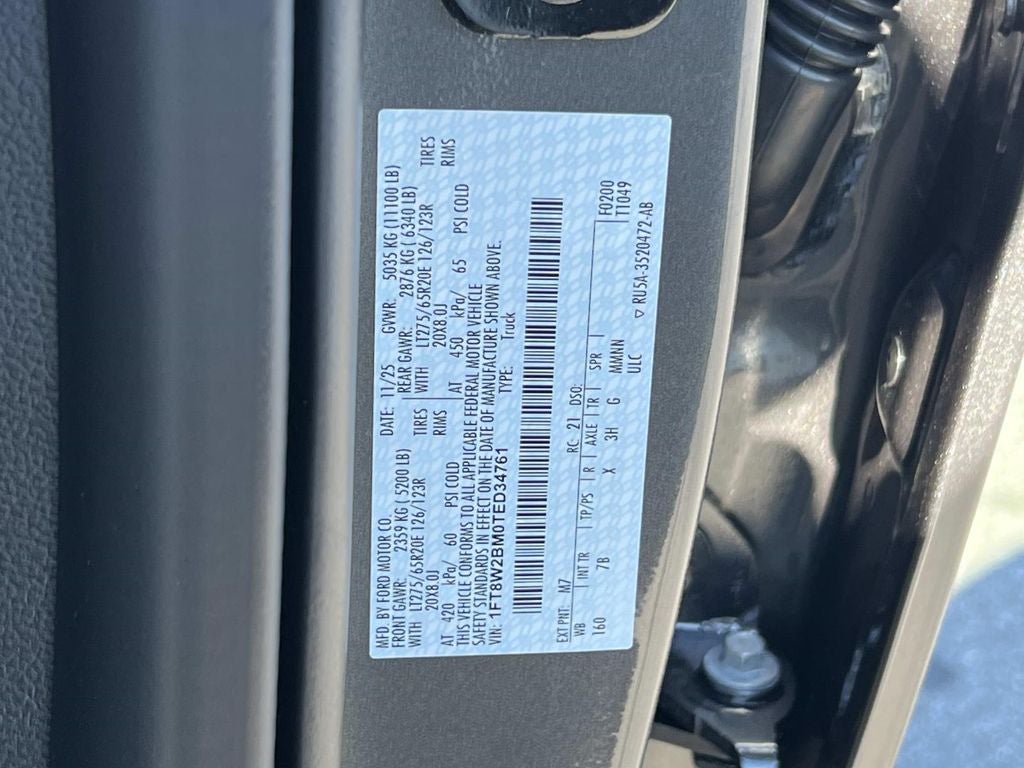 MFD. BY FORD MOTOR CO. DATE: 11/25 GVWR: 5035 KG (11100 LB)
FRONT GAWR: 2359 KG ( 5200 LB) REAR GAWR: 2876 KG ( 6340 LB)
WITH LT275/65R20E 126/123R TIRES WITH LT275/65R20E 126/123R TIRES
20X8.0J RIMS 20X8.0J RIMS
AT 420 kPa/ 60 PSI COLD AT 450 kPa/ 65 PSI COLD
THIS VEHICLE CONFORMS TO ALL APPLICABLE FEDERAL MOTOR VEHICLE
SAFETY STANDARDS IN EFFECT ON THE DATE OF MANUFACTURE SHOWN ABOVE.
VIN: 1FT8W2BM0TED34761 TYPE: Truck
EXT PNT: M7 RC: 21 DSO: F0200
WB INT TR TP/PS R AXLE TR SPR TT1049
160 7B X 3H G MMNNN
ULC ▽ RU5A-3520472-AB